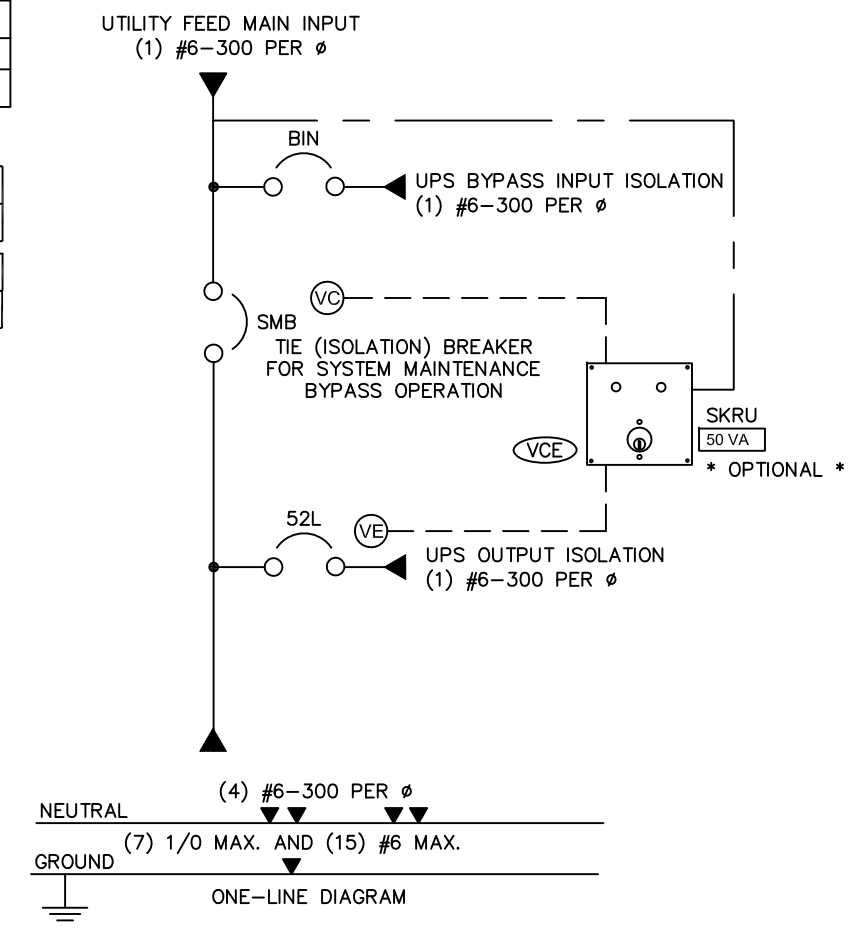 UTILITY FEED MAIN INPUT
(1) #6-300 PER ø
BIN
UPS BYPASS INPUT ISOLATION
(1) #6-300 PER ø
VC
SMB
TIE (ISOLATION) BREAKER
FOR SYSTEM MAINTENANCE
BYPASS OPERATION
SKRU
50 VA
VCE
* OPTIONAL *
52L
VE
UPS OUTPUT ISOLATION
(1) #6-300 PER ø
(4) #6-300 PER ø
NEUTRAL
(7) 1/0 MAX. AND (15) #6 MAX.
GROUND
ONE-LINE DIAGRAM